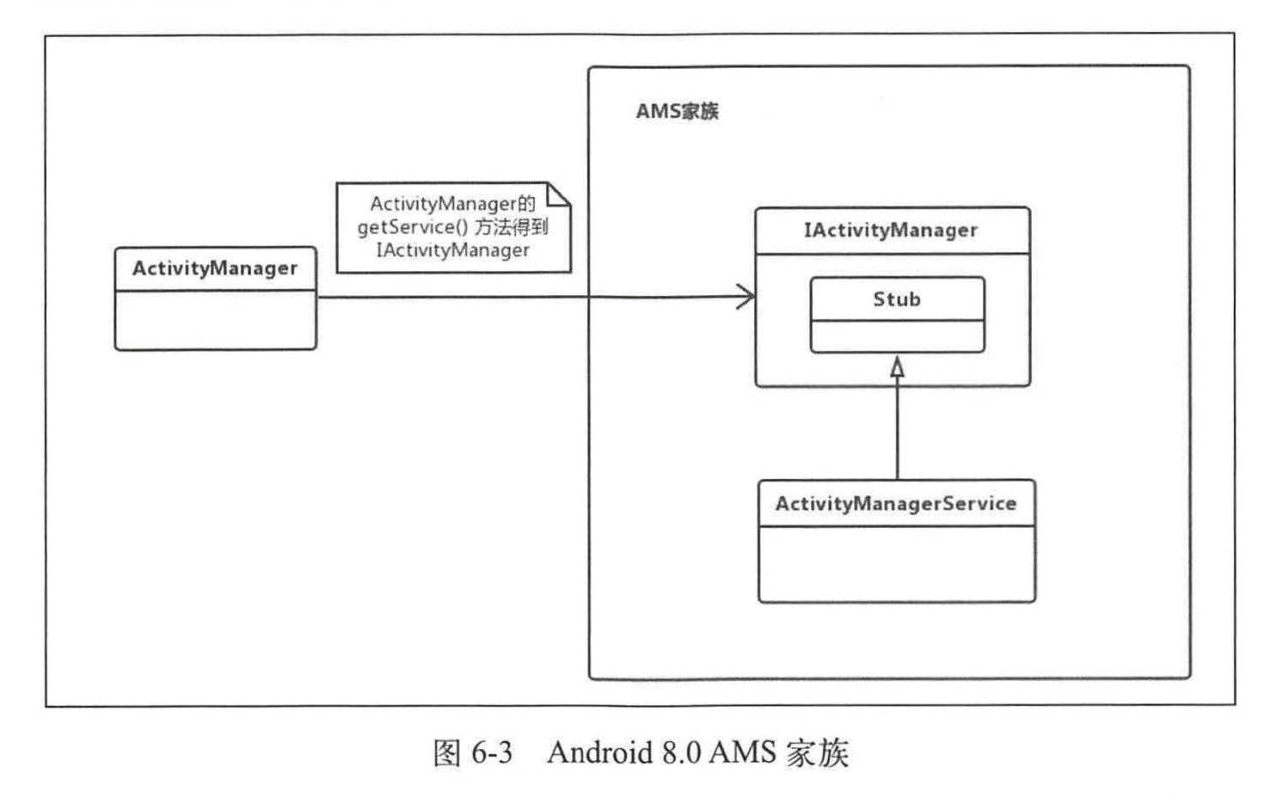 AMS家族
ActivityManager的
getService() 方法得到
IActivityManager
IActivityManager
ActivityManager
Stub
ActivityManagerService
图 6-3 Android 8.0 AMS 家族